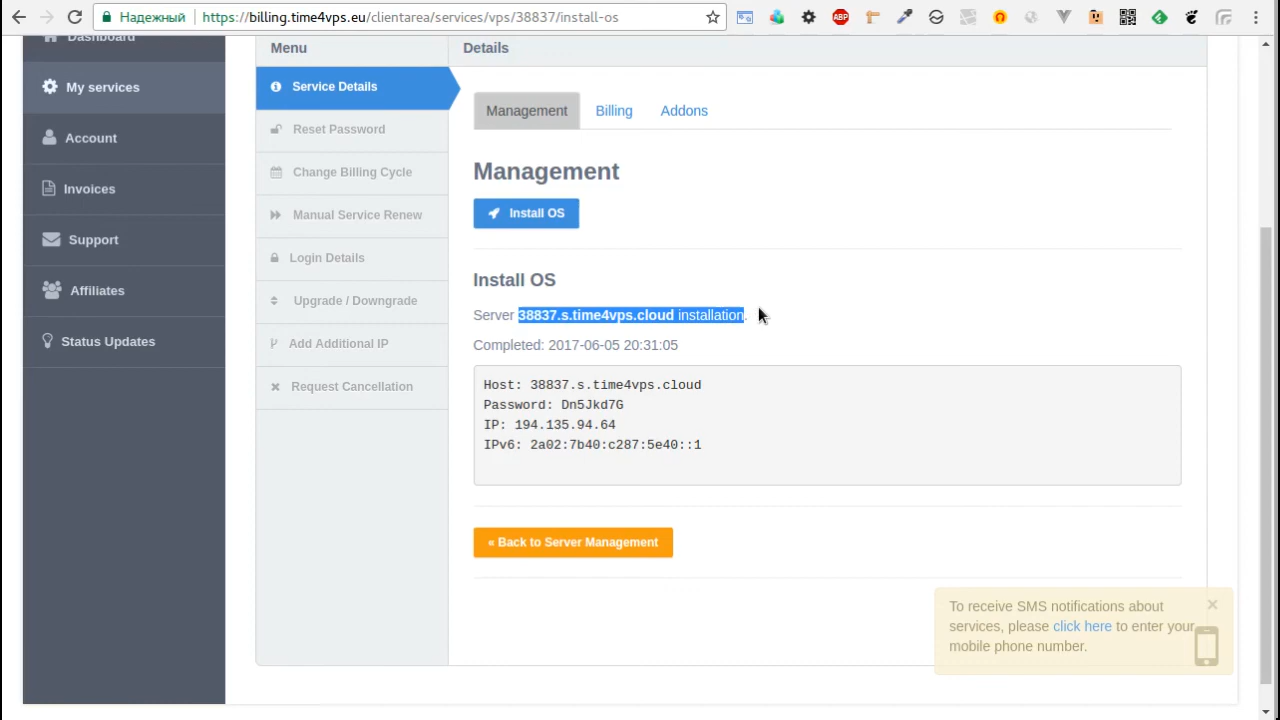 Надежный
https://billing.time4vps.eu/clientarea/services/vps/38837/install-os
ABP
Dashboard
My services
Account
Invoices
Support
Affiliates
Status Updates
Menu
Service Details
Reset Password
Change Billing Cycle
Manual Service Renew
Login Details
Upgrade / Downgrade
Add Additional IP
Request Cancellation
Details
Management
Billing
Addons
Management
Install OS
Install OS
Server 38837.s.time4vps.cloud installation.
Completed: 2017-06-05 20:31:05
Host: 38837.s.time4vps.cloud
Password: Dn5Jkd7G
IP: 194.135.94.64
IPv6: 2a02:7b40:c287:5e40::1
« Back to Server Management
To receive SMS notifications about
services, please click here to enter your
mobile phone number.
×